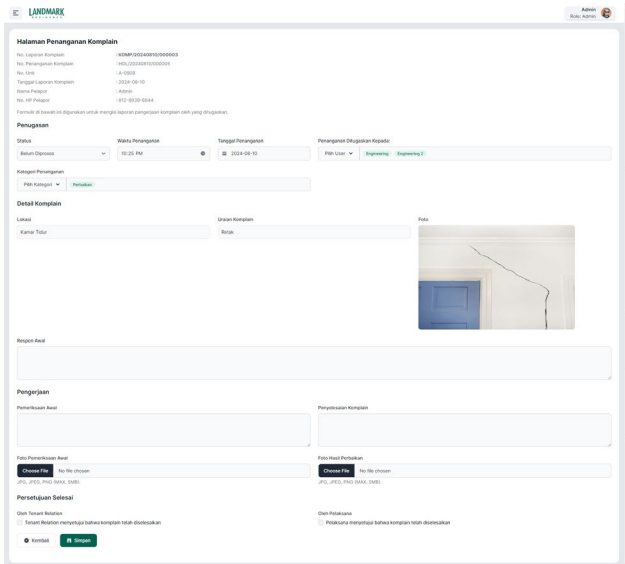 LANDMARK
RESIDENCE
Admin
Role: Admin
Halaman Penanganan Komplain
No. Laporan Komplain : KOMP/20240810/000003
No. Penanganan Komplain : HDL/20240810/000005
No. Unit : A-0808
Tanggal Laporan Komplain : 2024-08-10
Nama Pelapor : Admin
No. HP Pelapor : 812-8939-6644
Formulir di bawah ini digunakan untuk mengisi laporan pengerjaan komplain oleh yang ditugaskan.
Penugasan
Status Waktu Penanganan Tanggal Penanganan Penanganan Ditugaskan Kepada:
Belum Diproses 10:25 PM 2024-08-10 Pilih User Engineering Engineering 2
Kategori Penanganan
Pilih Kategori Perbaikan
Detail Komplain
Lokasi Uraian Komplain Foto
Kamar Tidur Retak
Respon Awal
Pengerjaan
Pemeriksaan Awal Penyelesaian Komplain
Foto Pemeriksaan Awal Foto Hasil Perbaikan
Choose File No file chosen Choose File No file chosen
JPG, JPEG, PNG (MAX. 5MB). JPG, JPEG, PNG (MAX. 5MB).
Persetujuan Selesai
Oleh Tenant Relation Oleh Pelaksana
Tenant Relation menyetujui bahwa komplain telah diselesaikan Pelaksana menyetujui bahwa komplain telah diselesaikan
Kembali Simpan